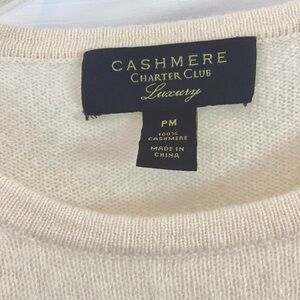 CASHMERE
CHARTER CLUB
Luxury
PM
100%
CASHMERE
MADE IN
CHINA